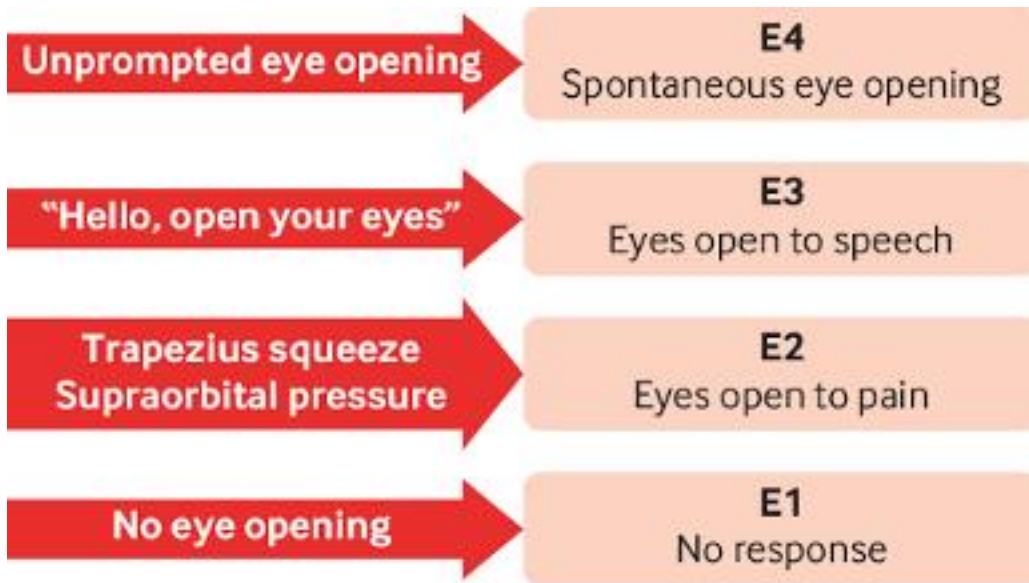 Unprompted eye opening
E4
Spontaneous eye opening
“Hello, open your eyes”
E3
Eyes open to speech
Trapezius squeeze
Supraorbital pressure
E2
Eyes open to pain
No eye opening
E1
No response